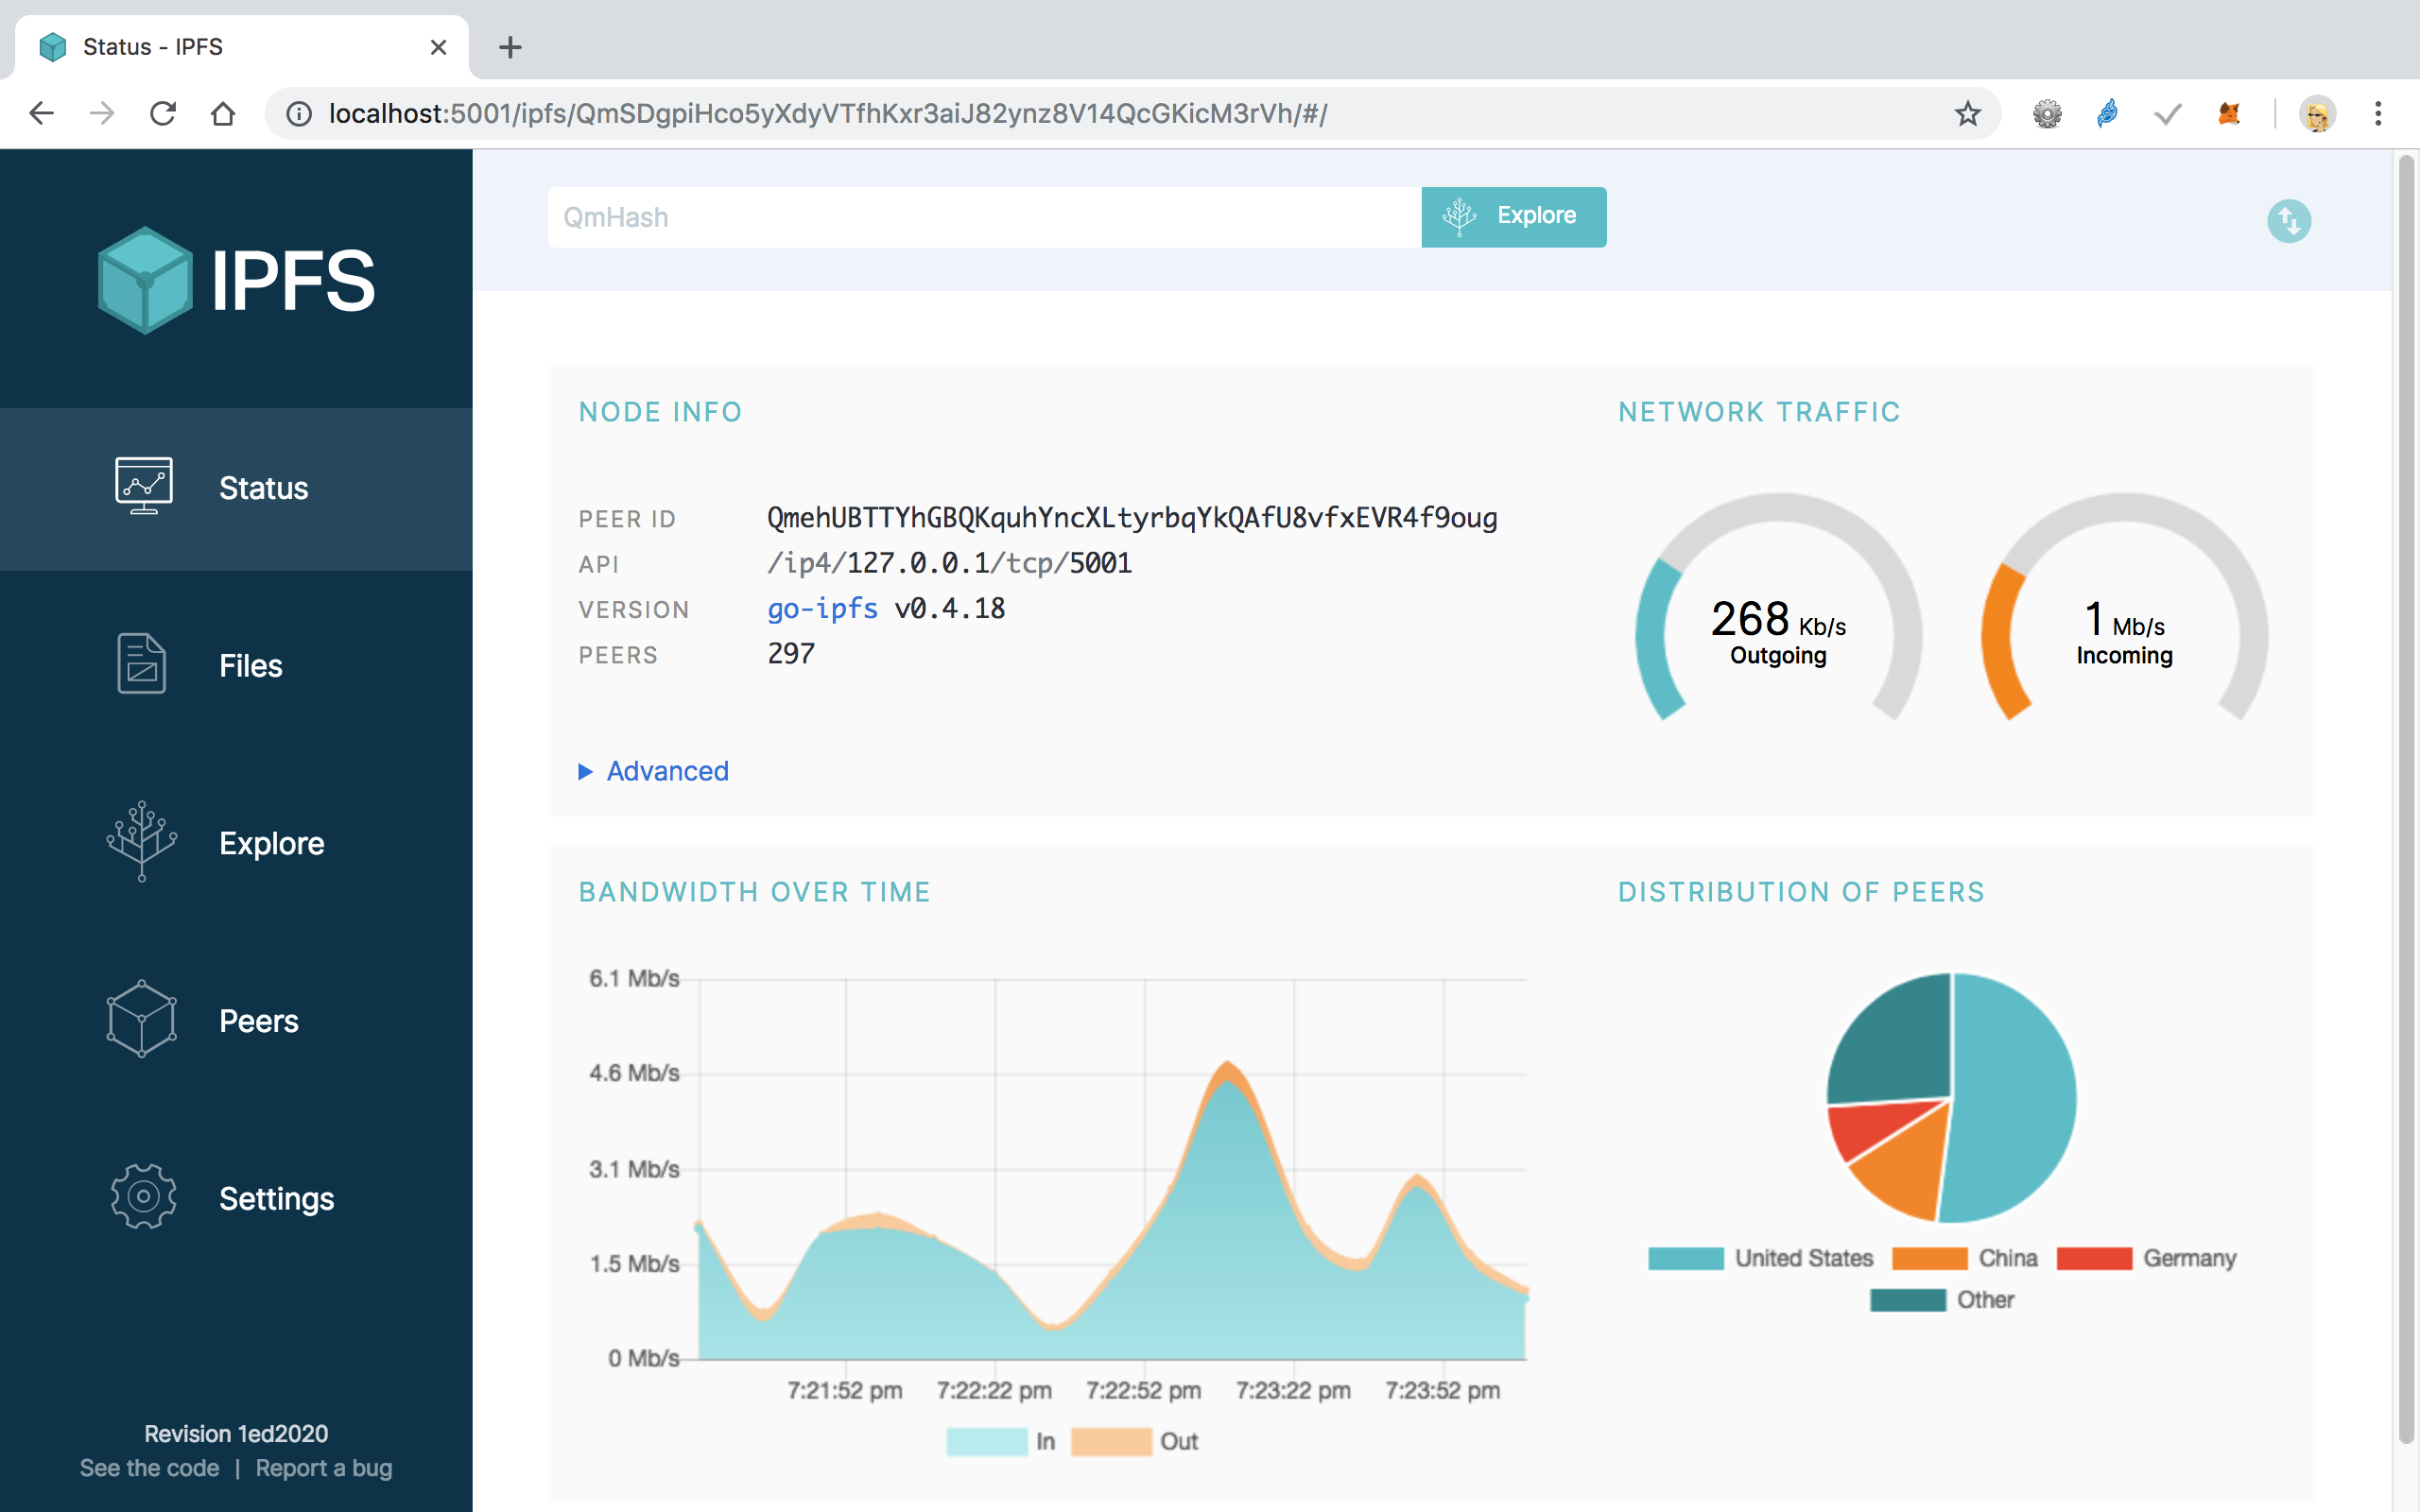 Status - IPFS
localhost:5001/ipfs/QmSDgpiHco5yXdyVTfhKxr3aiJ82ynz8V14QcGKicM3rVh/#/
IPFS
Status
Files
Explore
Peers
Settings
Revision 1ed2020
See the code | Report a bug
QmHash
Explore
NODE INFO
PEER ID QmehUBTTYhGBQKquhYncXLtyrbqYkQAfU8vfxEVR4f9oug
API /ip4/127.0.0.1/tcp/5001
VERSION go-ipfs v0.4.18
PEERS 297
Advanced
NETWORK TRAFFIC
268 Kb/s
Outgoing
1 Mb/s
Incoming
BANDWIDTH OVER TIME
6.1 Mb/s
4.6 Mb/s
3.1 Mb/s
1.5 Mb/s
0 Mb/s
7:21:52 pm 7:22:22 pm 7:22:52 pm 7:23:22 pm 7:23:52 pm
In Out
DISTRIBUTION OF PEERS
United States China Germany
Other